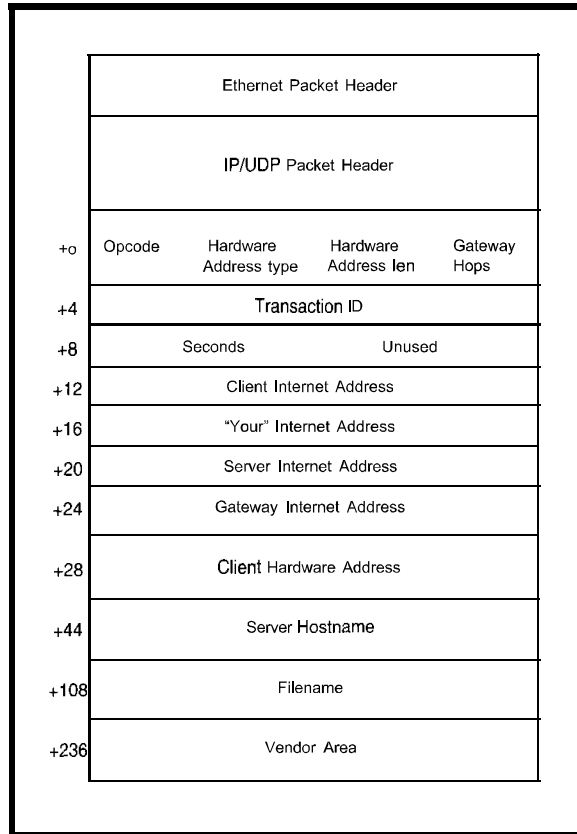 Ethernet Packet Header
IP/UDP Packet Header
+o Opcode Hardware Address type Hardware Address len Gateway Hops
+4 Transaction ID
+8 Seconds Unused
+12 Client Internet Address
+16 “Your” Internet Address
+20 Server Internet Address
+24 Gateway Internet Address
+28 Client Hardware Address
+44 Server Hostname
+108 Filename
+236 Vendor Area